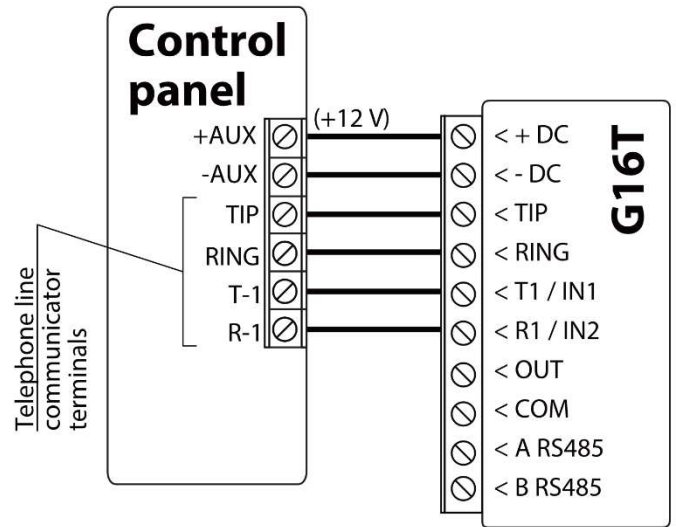 Control
panel
+AUX
-AUX
TIP
RING
T-1
R-1
Telephone line
communicator
terminals
(+12 V)
G16T
< + DC
< - DC
< TIP
< RING
< T1 / IN1
< R1 / IN2
< OUT
< COM
< A RS485
< B RS485